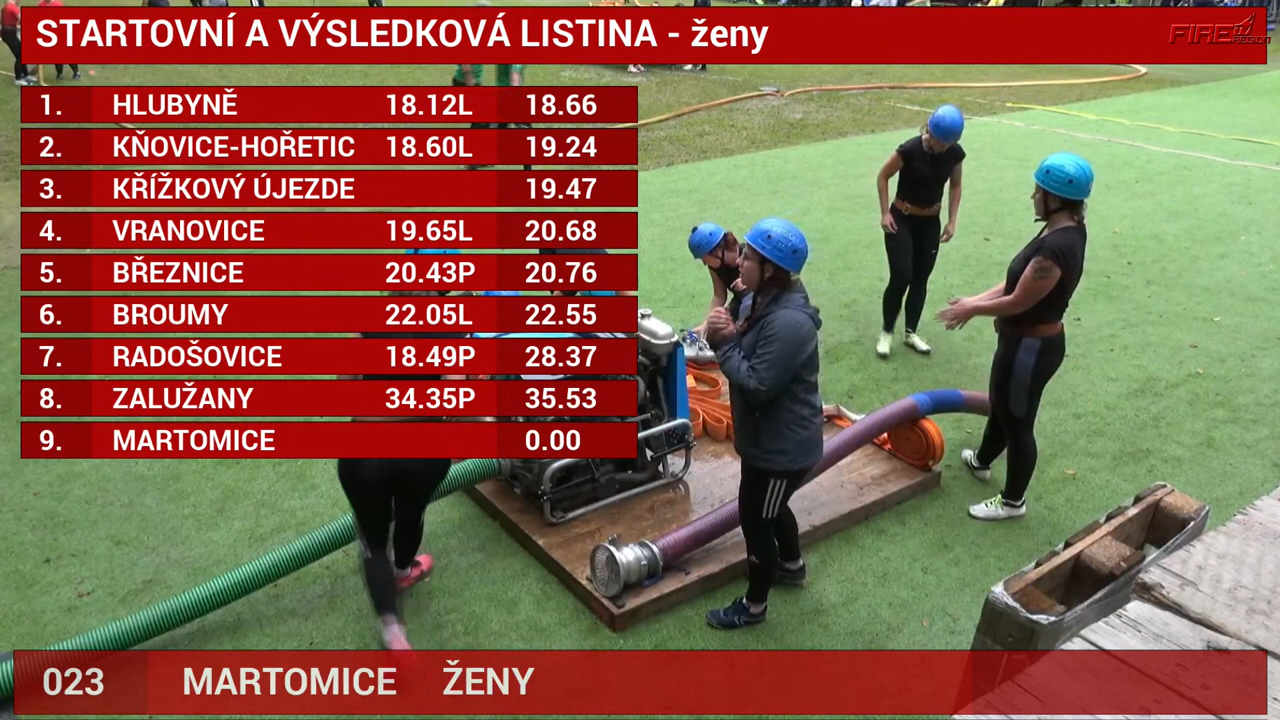 STARTOVNÍ A VÝSLEDKOVÁ LISTINA - ženy
FIRE TV REGION
1. HLUBYNĚ 18.12L 18.66
2. KŇOVICE-HOŘETIC 18.60L 19.24
3. KŘÍŽKOVÝ ÚJEZDE 19.47
4. VRANOVICE 19.65L 20.68
5. BŘEZNICE 20.43P 20.76
6. BROUMY 22.05L 22.55
7. RADOŠOVICE 18.49P 28.37
8. ZALUŽANY 34.35P 35.53
9. MARTOMICE 0.00
023 MARTOMICE ŽENY